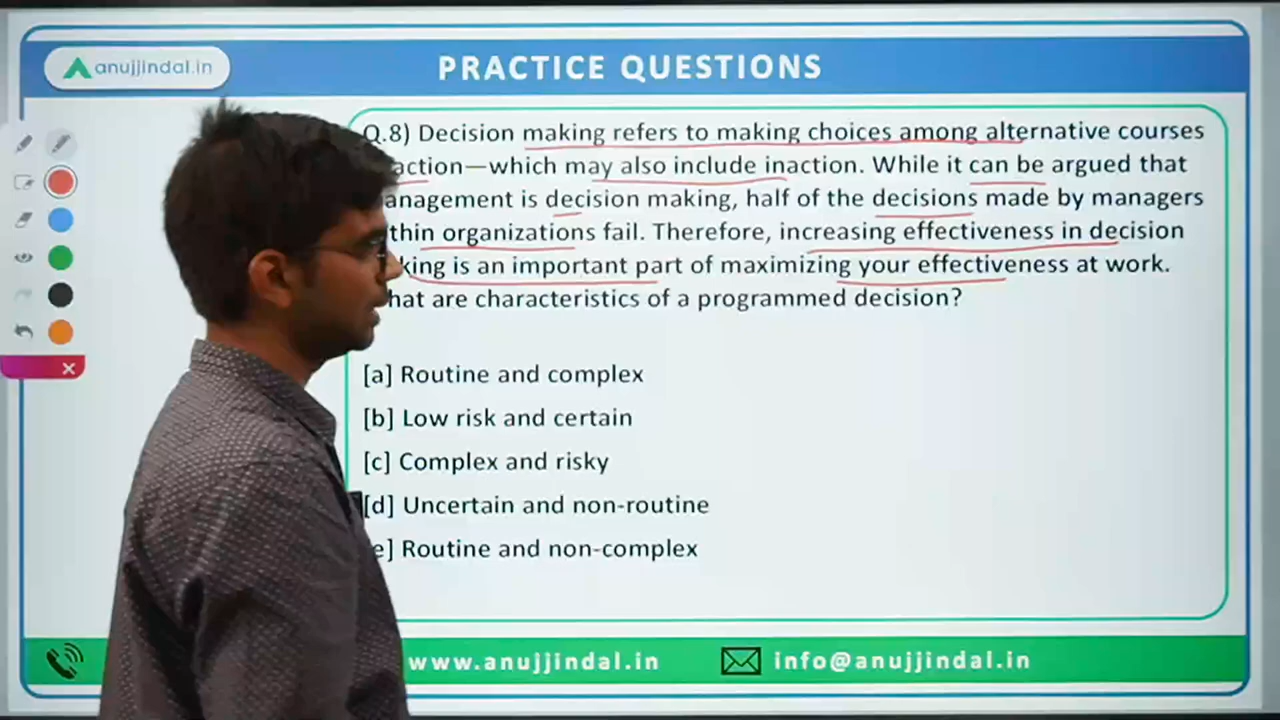 anujjindal.in
PRACTICE QUESTIONS
Q.8) Decision making refers to making choices among alternative courses
action—which may also include inaction. While it can be argued that
anagement is decision making, half of the decisions made by managers
thin organizations fail. Therefore, increasing effectiveness in decision
king is an important part of maximizing your effectiveness at work.
hat are characteristics of a programmed decision?
[a] Routine and complex
[b] Low risk and certain
[c] Complex and risky
[d] Uncertain and non-routine
e] Routine and non-complex
www.anujjindal.in
info@anujjindal.in